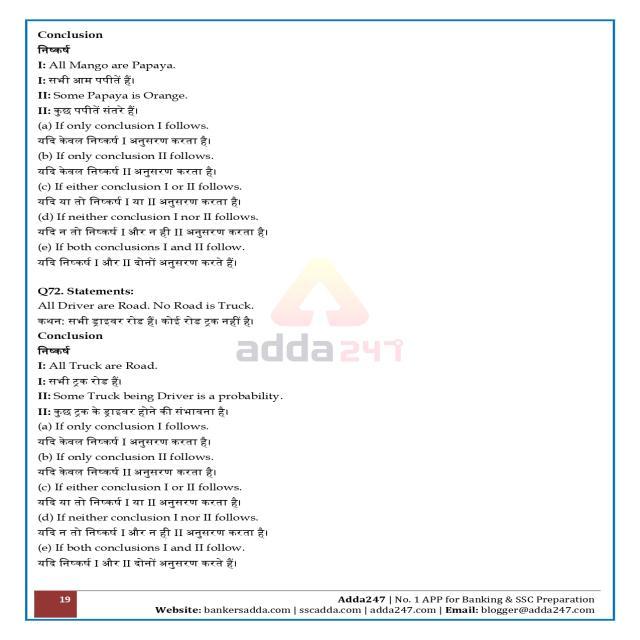 Conclusion
निष्कर्ष
I: All Mango are Papaya.
I: सभी आम पपीतें हैं।
II: Some Papaya is Orange.
II: कुछ पपीतें संतरे हैं।
(a) If only conclusion I follows.
यदि केवल निष्कर्ष I अनुसरण करता है।
(b) If only conclusion II follows.
यदि केवल निष्कर्ष II अनुसरण करता है।
(c) If either conclusion I or II follows.
यदि या तो निष्कर्ष I या II अनुसरण करता है।
(d) If neither conclusion I nor II follows.
यदि न तो निष्कर्ष I और न ही II अनुसरण करता है।
(e) If both conclusions I and II follow.
यदि निष्कर्ष I और II दोनों अनुसरण करते हैं।
Q72. Statements:
All Driver are Road. No Road is Truck.
कथन: सभी ड्राइवर रोड हैं। कोई रोड ट्रक नहीं है।
Conclusion
निष्कर्ष
I: All Truck are Road.
I: सभी ट्रक रोड हैं।
II: Some Truck being Driver is a probability.
II: कुछ ट्रक के ड्राइवर होने की संभावना है।
(a) If only conclusion I follows.
यदि केवल निष्कर्ष I अनुसरण करता है।
(b) If only conclusion II follows.
यदि केवल निष्कर्ष II अनुसरण करता है।
(c) If either conclusion I or II follows.
यदि या तो निष्कर्ष I या II अनुसरण करता है।
(d) If neither conclusion I nor II follows.
यदि न तो निष्कर्ष I और न ही II अनुसरण करता है।
(e) If both conclusions I and II follow.
यदि निष्कर्ष I और II दोनों अनुसरण करते हैं।
adda247
19
Adda247 | No. 1 APP for Banking & SSC Preparation
Website: bankersadda.com | sscadda.com | adda247.com | Email: blogger@adda247.com